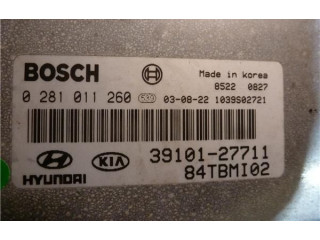 BOSCH
Made in korea
8522 0827
0 281 011 260 03-08-22 1039S02721
HYUNDAI KIA
39101-27711
84TBMI02